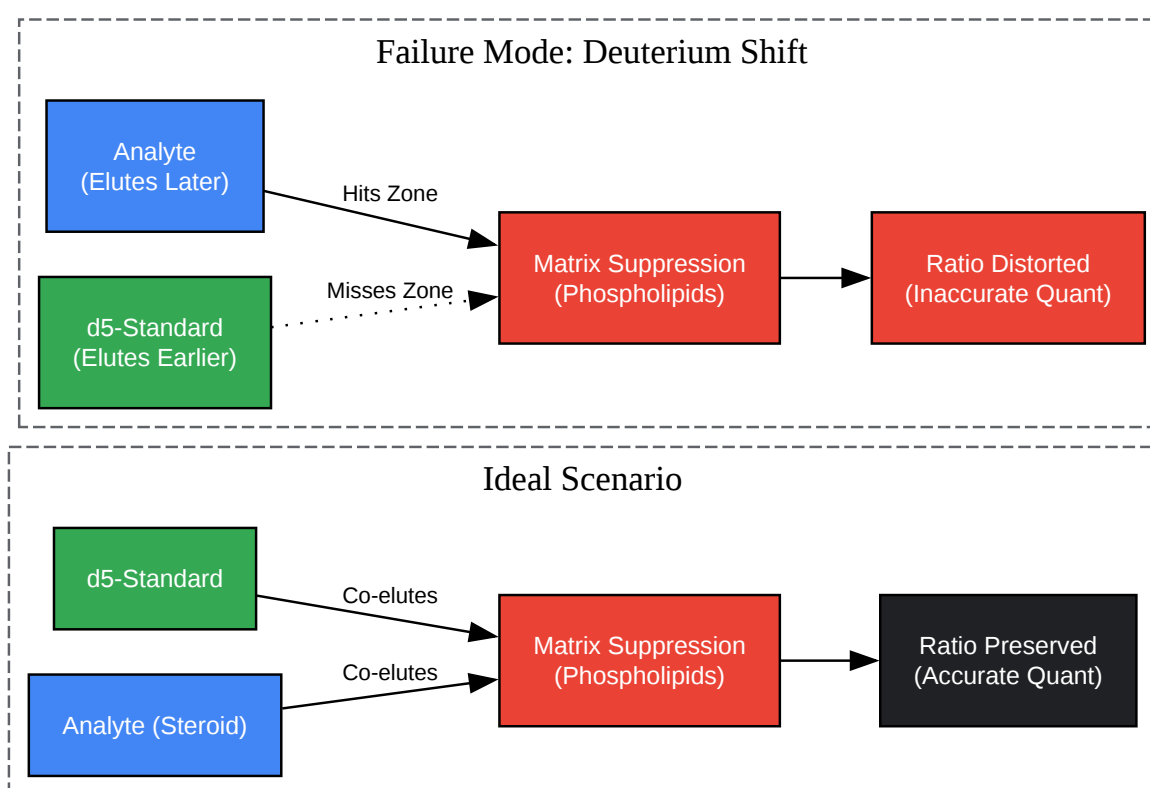 Failure Mode: Deuterium Shift
Analyte
(Elutes Later)
Hits Zone
d5-Standard
(Elutes Earlier)
Misses Zone
Matrix Suppression
(Phospholipids)
Ratio Distorted
(Inaccurate Quant)
Ideal Scenario
d5-Standard
Co-elutes
Analyte (Steroid)
Co-elutes
Matrix Suppression
(Phospholipids)
Ratio Preserved
(Accurate Quant)